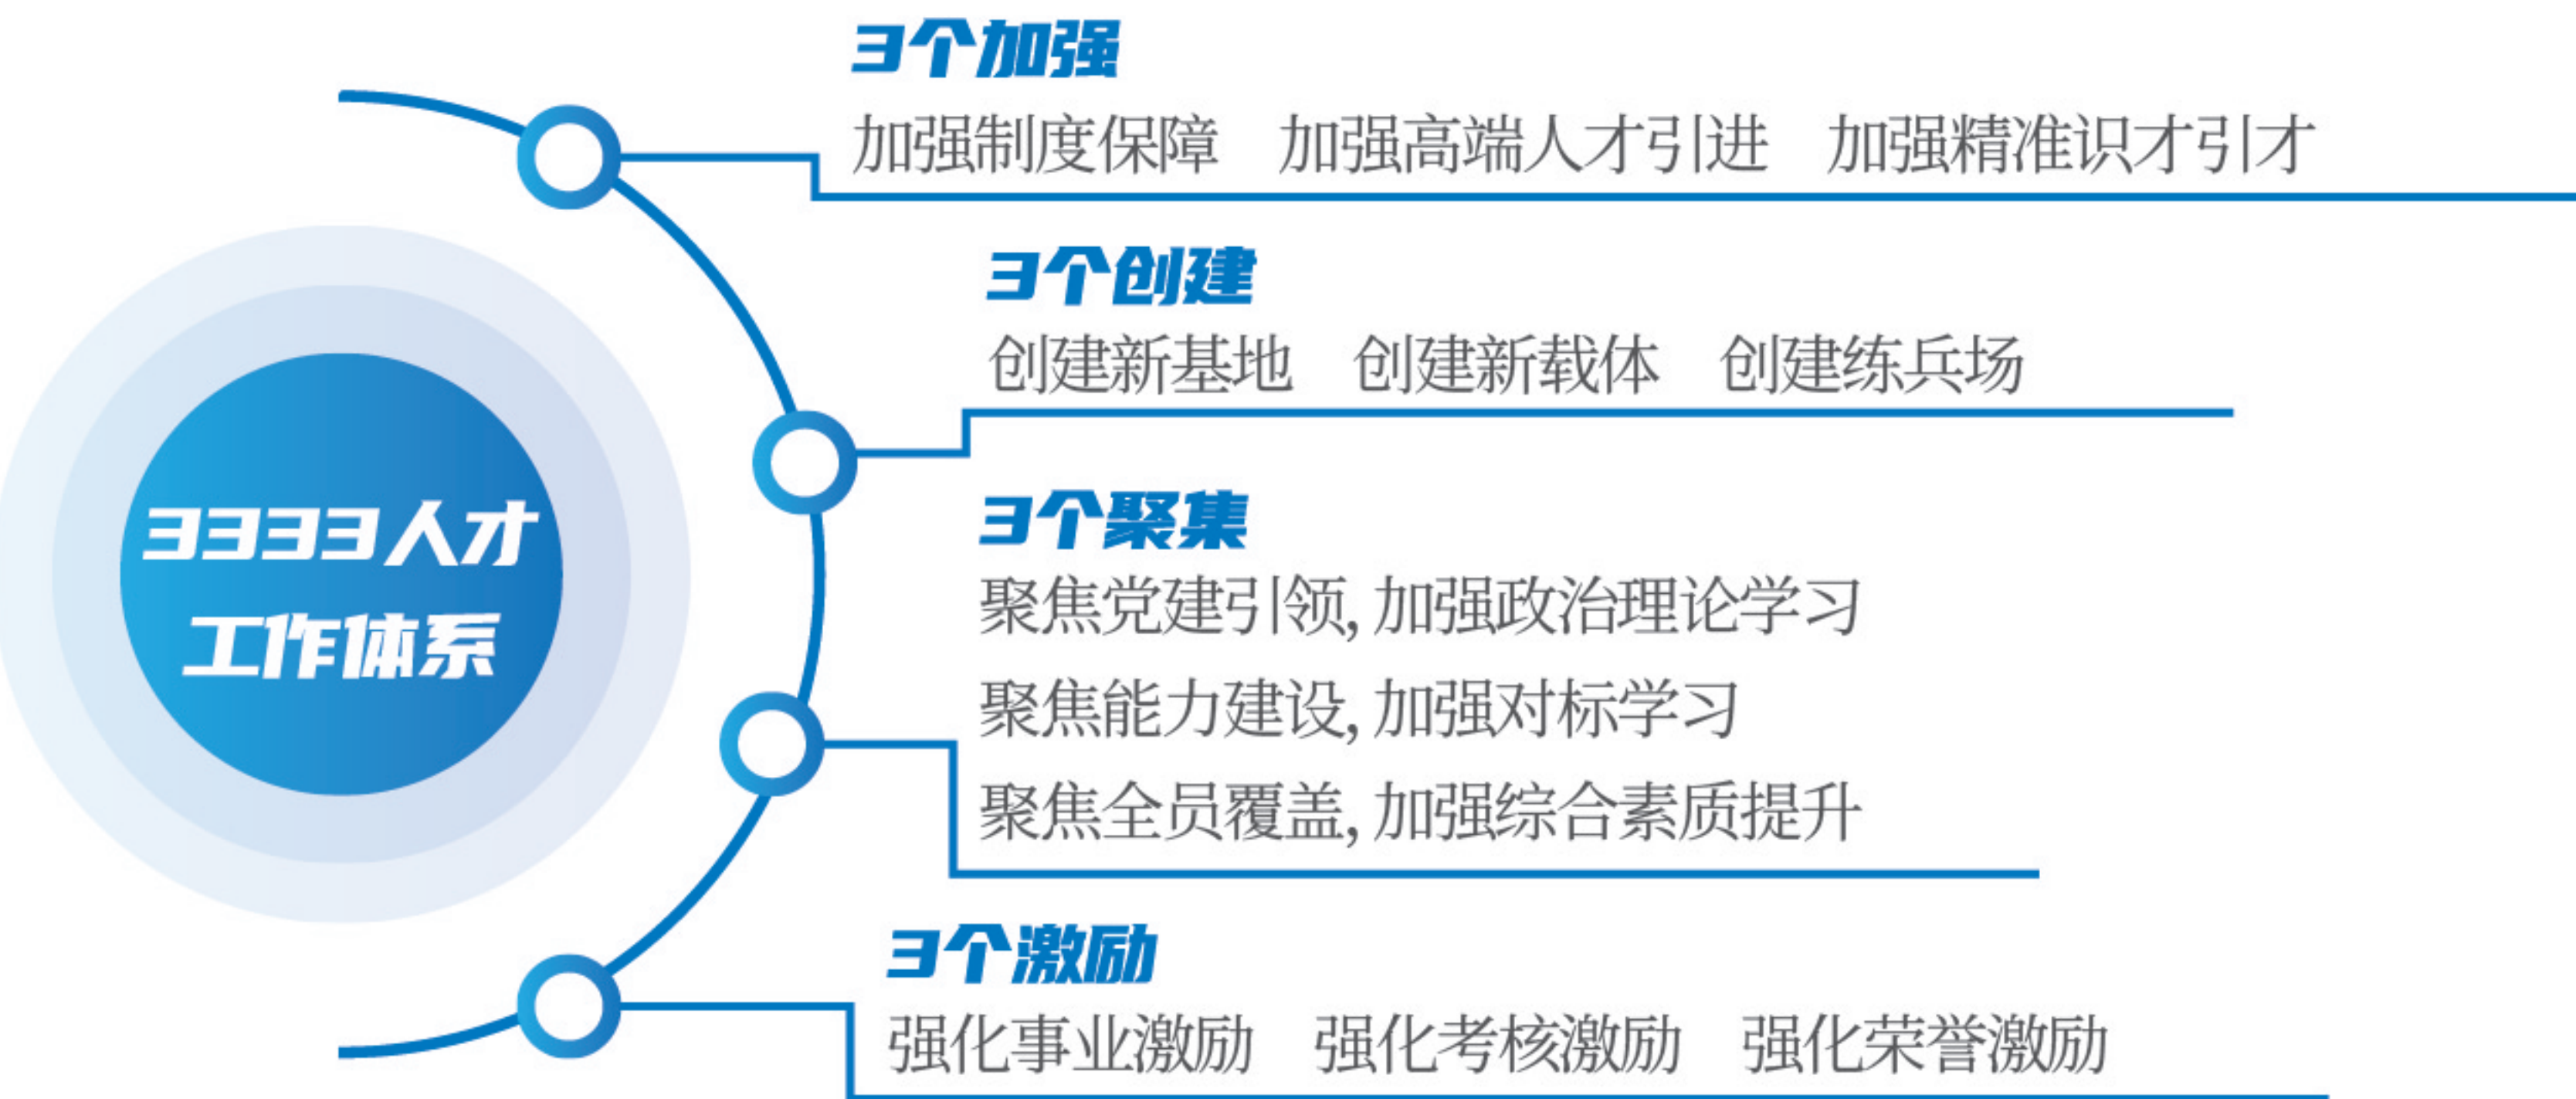 3个加强
加强制度保障 加强高端人才引进 加强精准识才引才
3个创建
创建新基地 创建新载体 创建练兵场
3333人才
工作体系
3个聚集
聚焦党建引领, 加强政治理论学习
聚焦能力建设, 加强对标学习
聚焦全员覆盖, 加强综合素质提升
3个激励
强化事业激励 强化考核激励 强化荣誉激励